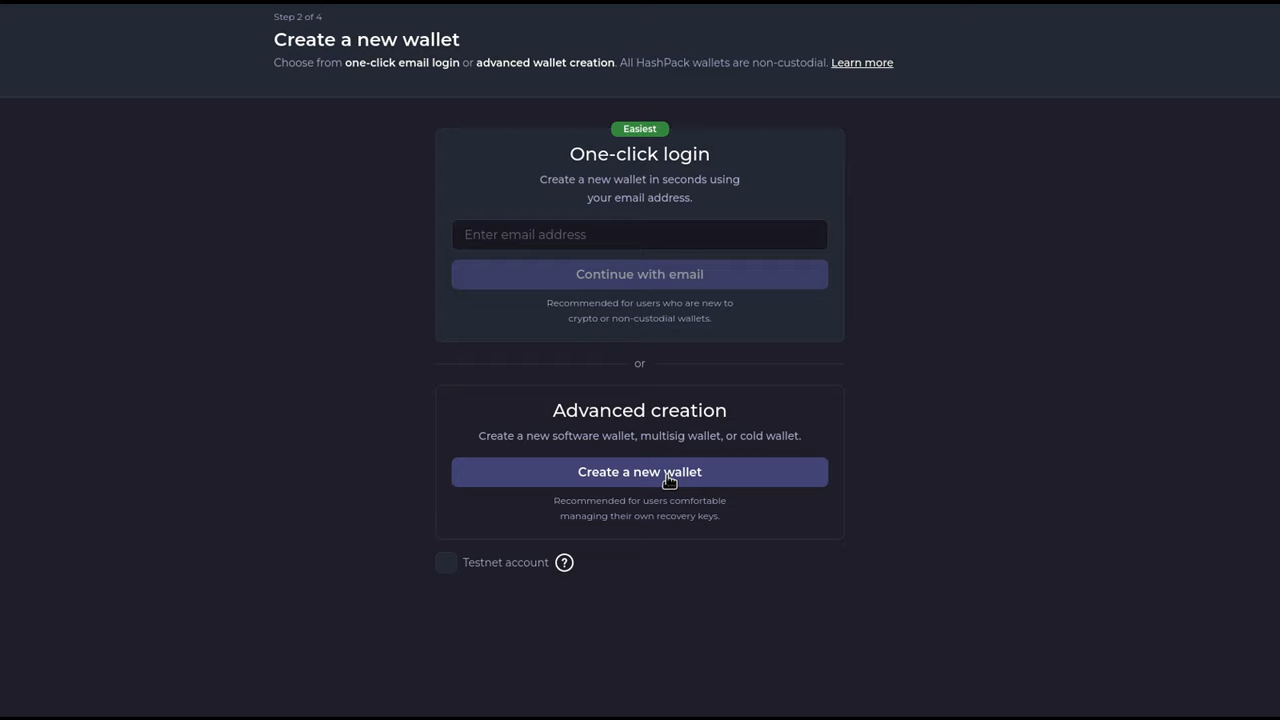 Step 2 of 4
Create a new wallet
Choose from one-click email login or advanced wallet creation. All HashPack wallets are non-custodial. Learn more
Easiest
One-click login
Create a new wallet in seconds using
your email address.
Enter email address
Continue with email
Recommended for users who are new to
crypto or non-custodial wallets.
or
Advanced creation
Create a new software wallet, multisig wallet, or cold wallet.
Create a new wallet
Recommended for users comfortable
managing their own recovery keys.
Testnet account ?